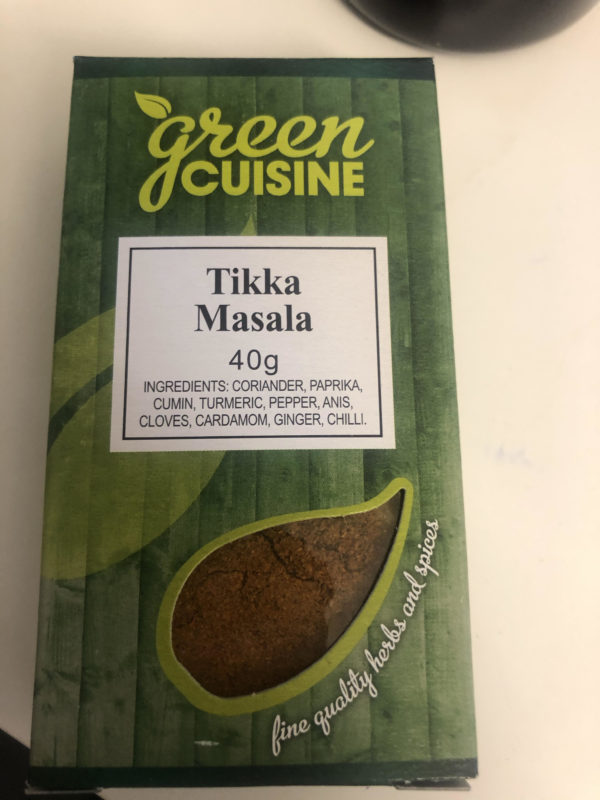 green
CUISINE
Tikka
Masala
40g
INGREDIENTS: CORIANDER, PAPRIKA,
CUMIN, TURMERIC, PEPPER, ANIS,
CLOVES, CARDAMOM, GINGER, CHILLI.
fine quality herbs and spices